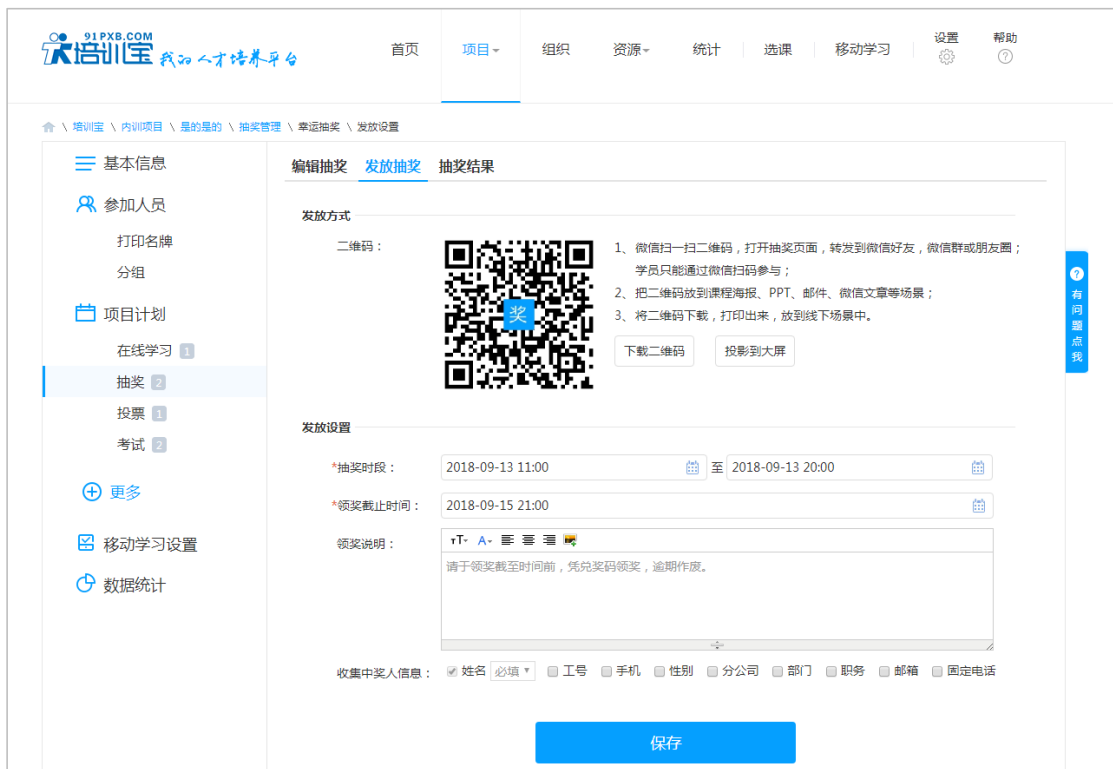 91PXB.COM
培训宝 我的人才培养平台
首页 项目 组织 资源 统计 选课 移动学习 设置 帮助
培训宝 \ 内训项目 \ 是的是的 \ 抽奖管理 \ 幸运抽奖 \ 发放设置
基本信息
参加人员
打印名牌
分组
项目计划
在线学习 1
抽奖 2
投票 1
考试 2
更多
移动学习设置
数据统计
编辑抽奖 发放抽奖 抽奖结果
发放方式
二维码：
奖
1、微信扫一扫二维码，打开抽奖页面，转发到微信好友，微信群或朋友圈；
学员只能通过微信扫码参与；
2、把二维码放到课程海报、PPT、邮件、微信文章等场景；
3、将二维码下载，打印出来，放到线下场景中。
下载二维码 投影到大屏
发放设置
*抽奖时段： 2018-09-13 11:00 至 2018-09-13 20:00
*领奖截止时间： 2018-09-15 21:00
领奖说明：
тT A
请于领奖截至时间前，凭兑奖码领奖，逾期作废。
收集中奖人信息： 姓名 必填 工号 手机 性别 分公司 部门 职务 邮箱 固定电话
保存
? 有问题点我